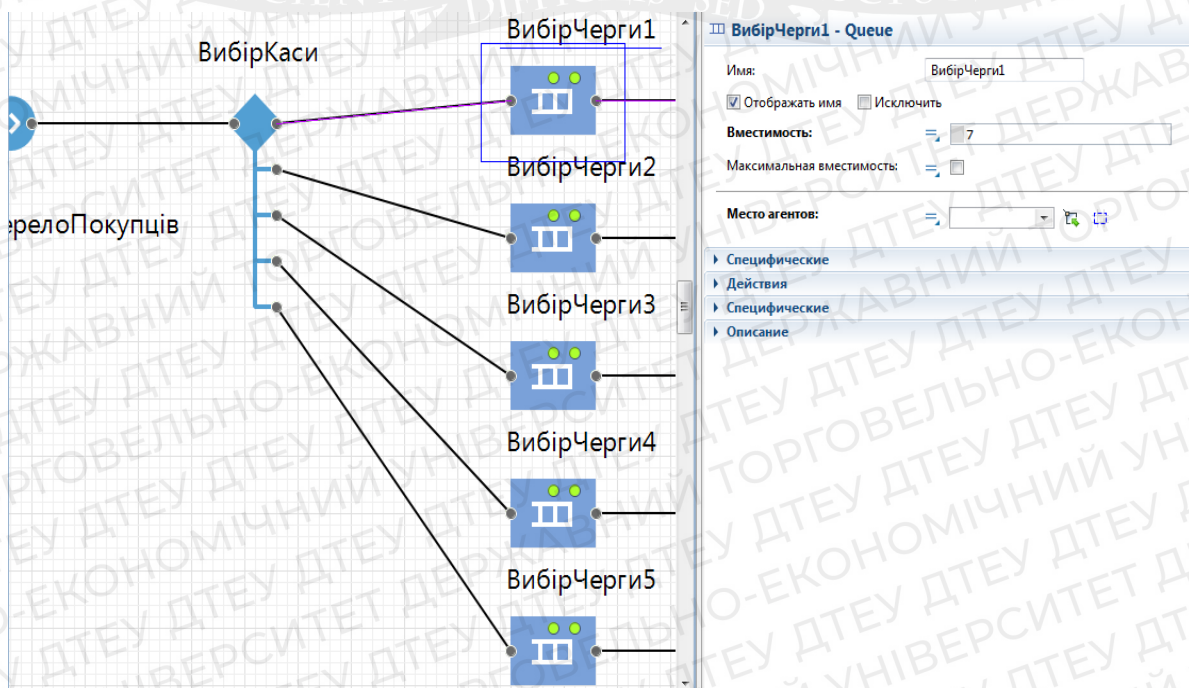 ВибірКаси
ерелоПокупців
ВибірЧерги1
ВибірЧерги2
ВибірЧерги3
ВибірЧерги4
ВибірЧерги5
ВибірЧерги1 - Queue
Имя: ВибірЧерги1
Отображать имя Исключить
Вместимость: 7
Максимальная вместимость:
Место агентов:
Специфические
Действия
Специфические
Описание